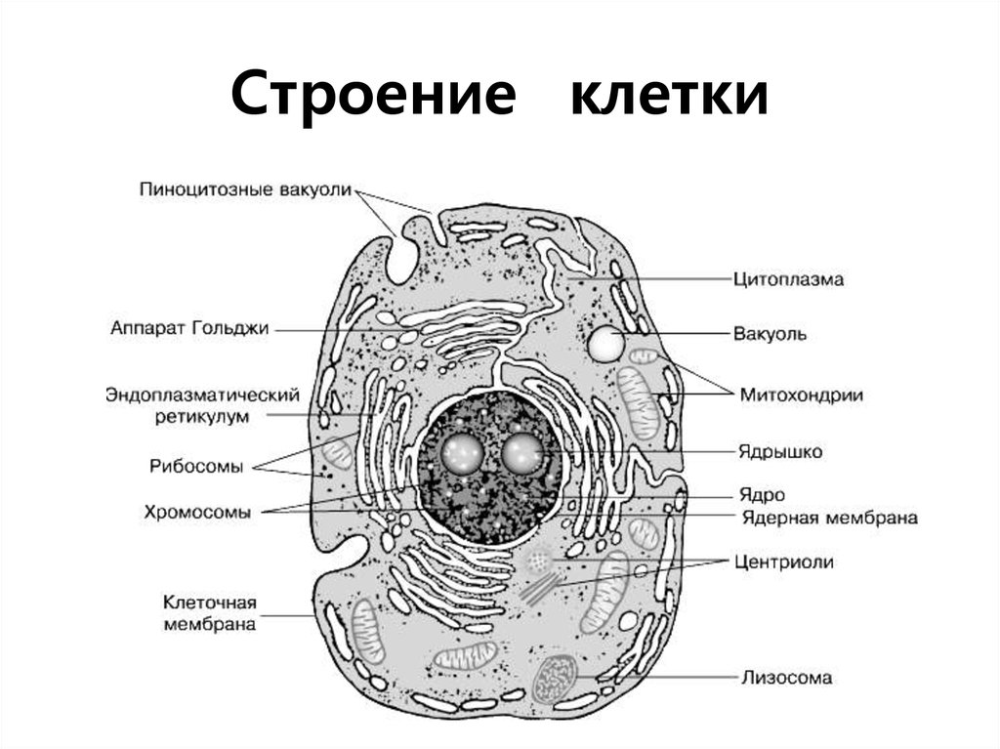 Строение клетки
Пиноцитозные вакуоли
Цитоплазма
Аппарат Гольджи
Вакуоль
Эндоплазматический
ретикулум
Митохондрии
Рибосомы
Ядрышко
Хромосомы
Ядро
Ядерная мембрана
Центриоли
Клеточная
мембрана
Лизосома